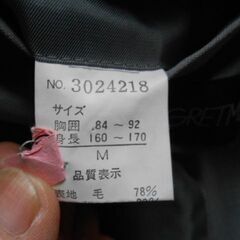 NO. 3024218
サイズ
胸囲 84～92
身長 160～170
M
品質表示
表地 毛 78%